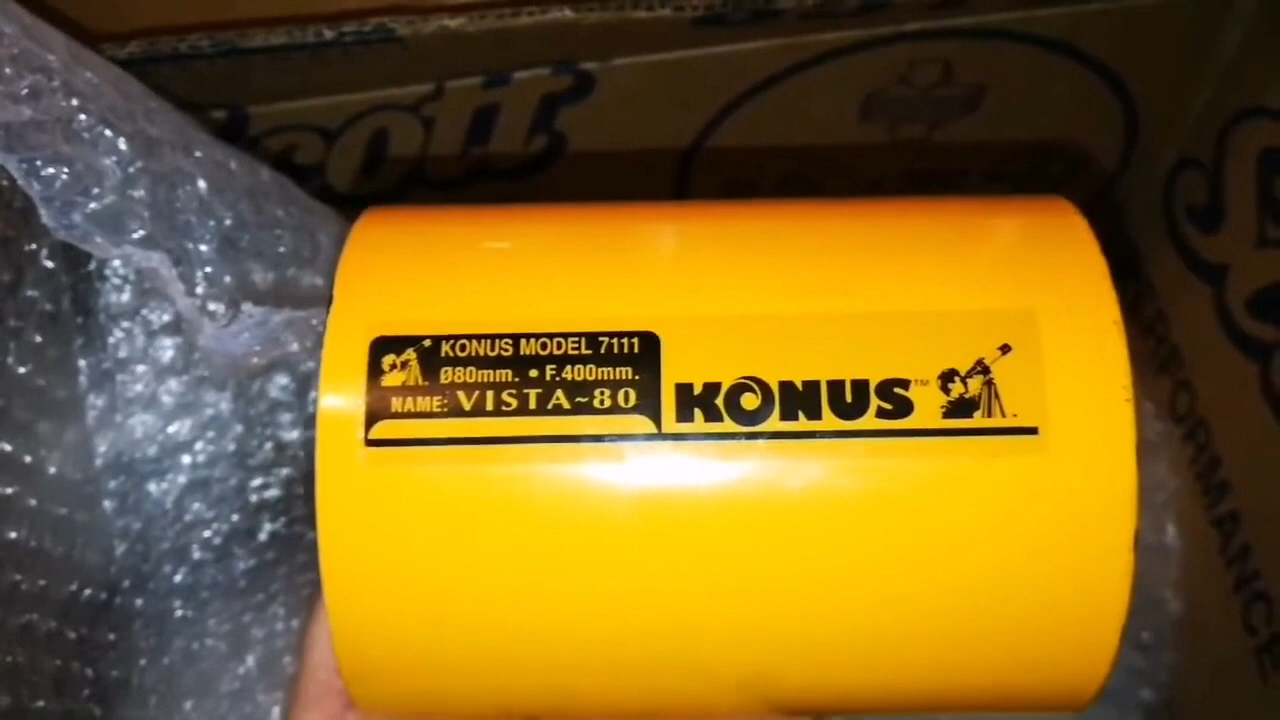 KONUS MODEL 7111
Ø80mm. • F.400mm.
NAME: VISTA~80
KONUS™